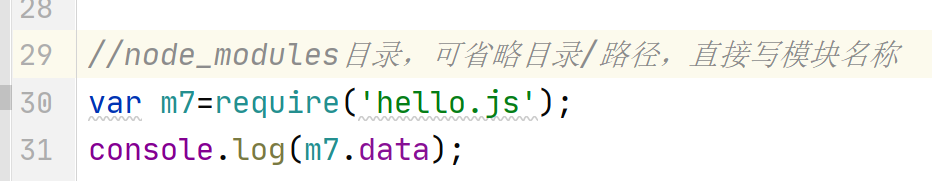 28
29 //node_modules目录，可省略目录/路径，直接写模块名称
30 var m7=require('hello.js');
31 console.log(m7.data);